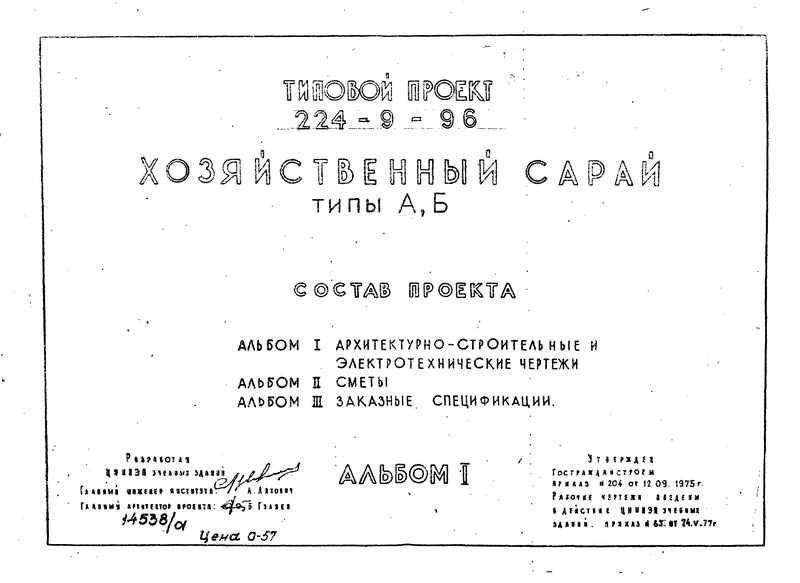 ТИПОВОЙ ПРОЕКТ
224 - 9 - 96
ХОЗЯЙСТВЕННЫЙ САРАЙ
ТИПЫ А, Б
СОСТАВ ПРОЕКТА
АЛЬБОМ I АРХИТЕКТУРНО-СТРОИТЕЛЬНЫЕ И
ЭЛЕКТРОТЕХНИЧЕСКИЕ ЧЕРТЕЖИ
АЛЬБОМ II СМЕТЫ
АЛЬБОМ III ЗАКАЗНЫЕ СПЕЦИФИКАЦИИ.
РАЗРАБОТАН
ЦНИИЭП УЧЕБНЫХ ЗДАНИЙ
ГЛАВНЫЙ ИНЖЕНЕР ИНСТИТУТА: А. ЛЯХОВИЧ
ГЛАВНЫЙ АРХИТЕКТОР ПРОЕКТА:
14538/а
Цена 0-57
АЛЬБОМ I
УТВЕРЖДЕН
ГОСГРАЖДАНСТРОЕМ
ПРИКАЗ N 204 ОТ 12.09.1975г.
РАБОЧИЕ ЧЕРТЕЖИ ВВЕДЕНЫ
В ДЕЙСТВИЕ ЦНИИЭП УЧЕБНЫХ
ЗДАНИЙ. ПРИКАЗ N 63 ОТ 24.V.77г